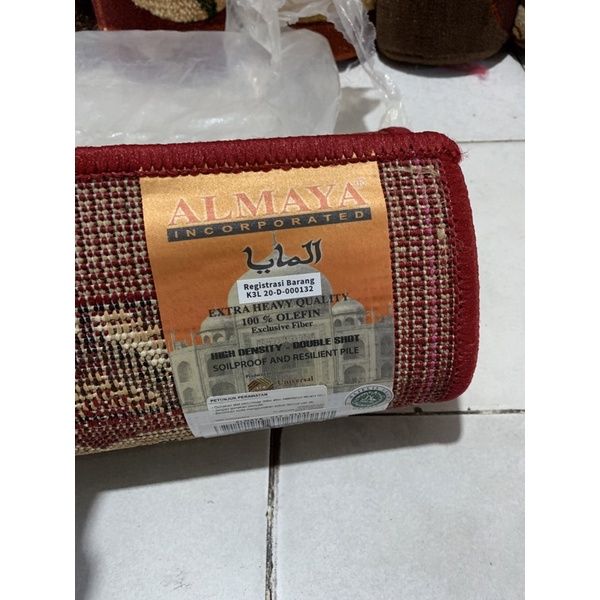 ALMAYA
INCORPORATED
المايا
Registrasi Barang
K3L 20-D-000132
EXTRA HEAVY QUALITY
100 % OLEFIN
Exclusive Fiber
HIGH DENSITY - DOUBLE SHOT
SOILPROOF AND RESILIENT PILE
Universal
PETUNJUK PERAWATAN